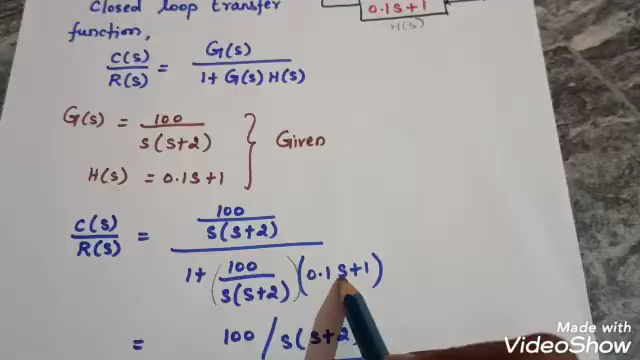 Closed loop transfer
function,
0.1s+1
H(s)
C(s)/R(s) = G(s)/1 + G(s) H(s)
G(s) = 100/s(s+2)
H(s) = 0.1s+1
} Given
C(s)/R(s) = 100/s(s+2) / 1+ (100/s(s+2))(0.1s+1)
= 100 / s(s+2)
Made with
VideoShow